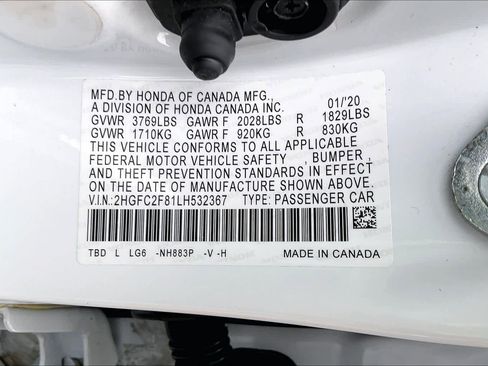 MFD.BY HONDA OF CANADA MFG.,
A DIVISION OF HONDA CANADA INC. 01/'20
GVWR 3769LBS GAWR F 2028LBS R 1829LBS
GVWR 1710KG GAWR F 920KG R 830KG
THIS VEHICLE CONFORMS TO ALL APPLICABLE
FEDERAL MOTOR VEHICLE SAFETY , BUMPER ,
AND THEFT PREVENTION STANDARDS IN EFFECT
ON THE DATE OF MANUFACTURE SHOWN ABOVE.
V.I.N.:2HGFC2F81LH532367 TYPE: PASSENGER CAR
TBD L LG6 -NH883P -V -H MADE IN CANADA